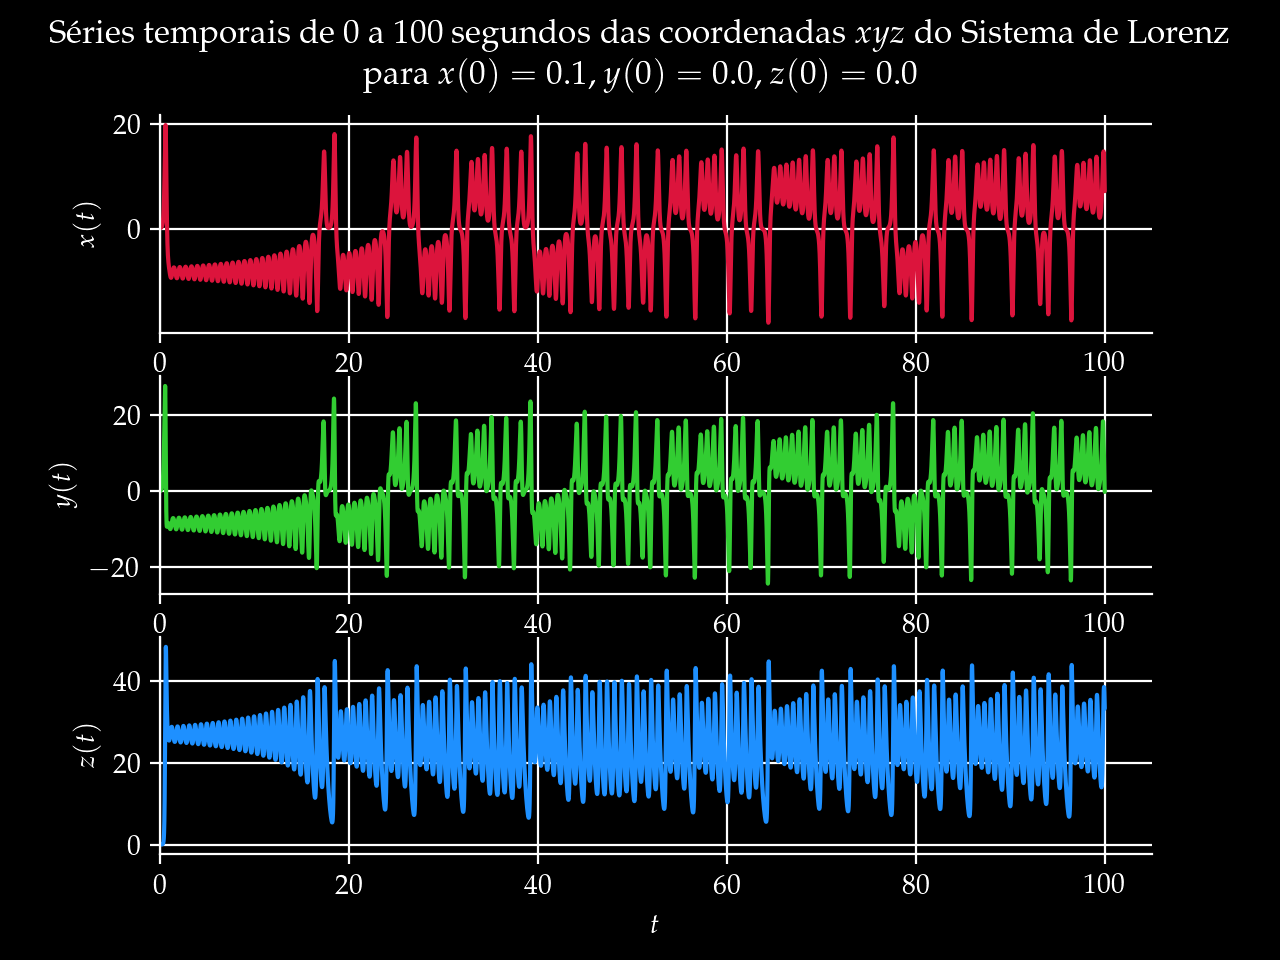 Séries temporais de 0 a 100 segundos das coordenadas xyz do Sistema de Lorenz
para x(0) = 0.1, y(0) = 0.0, z(0) = 0.0
20
0
x(t)
0 20 40 60 80 100
20
0
−20
y(t)
0 20 40 60 80 100
40
20
0
z(t)
0 20 40 60 80 100
t